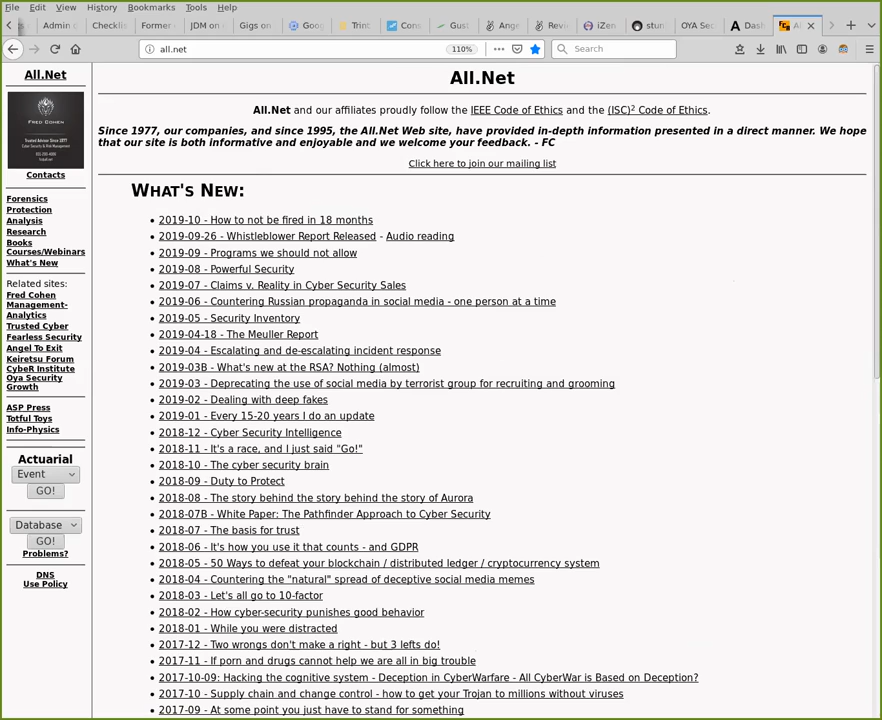 File Edit View History Bookmarks Tools Help
Admin Checklis Former JDM on Gigs on Goo Trint Cons Gust Ange Revi iZen stun OYA Sec Dash
all.net 110% Search
All.Net
FRED COHEN
Contacts
Forensics
Protection
Analysis
Research
Books
Courses/Webinars
What's New
Related sites:
Fred Cohen
Management-
Analytics
Trusted Cyber
Fearless Security
Angel To Exit
Keiretsu Forum
CybeR Institute
Oya Security
Growth
ASP Press
Totful Toys
Info-Physics
Actuarial
Event
GO!
Database
GO!
Problems?
DNS
Use Policy
All.Net
All.Net and our affiliates proudly follow the IEEE Code of Ethics and the (ISC)² Code of Ethics.
Since 1977, our companies, and since 1995, the All.Net Web site, have provided in-depth information presented in a direct manner. We hope
that our site is both informative and enjoyable and we welcome your feedback. - FC
Click here to join our mailing list
What's New:
• 2019-10 - How to not be fired in 18 months
• 2019-09-26 - Whistleblower Report Released - Audio reading
• 2019-09 - Programs we should not allow
• 2019-08 - Powerful Security
• 2019-07 - Claims v. Reality in Cyber Security Sales
• 2019-06 - Countering Russian propaganda in social media - one person at a time
• 2019-05 - Security Inventory
• 2019-04-18 - The Meuller Report
• 2019-04 - Escalating and de-escalating incident response
• 2019-03B - What's new at the RSA? Nothing (almost)
• 2019-03 - Deprecating the use of social media by terrorist group for recruiting and grooming
• 2019-02 - Dealing with deep fakes
• 2019-01 - Every 15-20 years I do an update
• 2018-12 - Cyber Security Intelligence
• 2018-11 - It's a race, and I just said "Go!"
• 2018-10 - The cyber security brain
• 2018-09 - Duty to Protect
• 2018-08 - The story behind the story behind the story of Aurora
• 2018-07B - White Paper: The Pathfinder Approach to Cyber Security
• 2018-07 - The basis for trust
• 2018-06 - It's how you use it that counts - and GDPR
• 2018-05 - 50 Ways to defeat your blockchain / distributed ledger / cryptocurrency system
• 2018-04 - Countering the "natural" spread of deceptive social media memes
• 2018-03 - Let's all go to 10-factor
• 2018-02 - How cyber-security punishes good behavior
• 2018-01 - While you were distracted
• 2017-12 - Two wrongs don't make a right - but 3 lefts do!
• 2017-11 - If porn and drugs cannot help we are all in big trouble
• 2017-10-09: Hacking the cognitive system - Deception in CyberWarfare - All CyberWar is Based on Deception?
• 2017-10 - Supply chain and change control - how to get your Trojan to millions without viruses
• 2017-09 - At some point you just have to stand for something